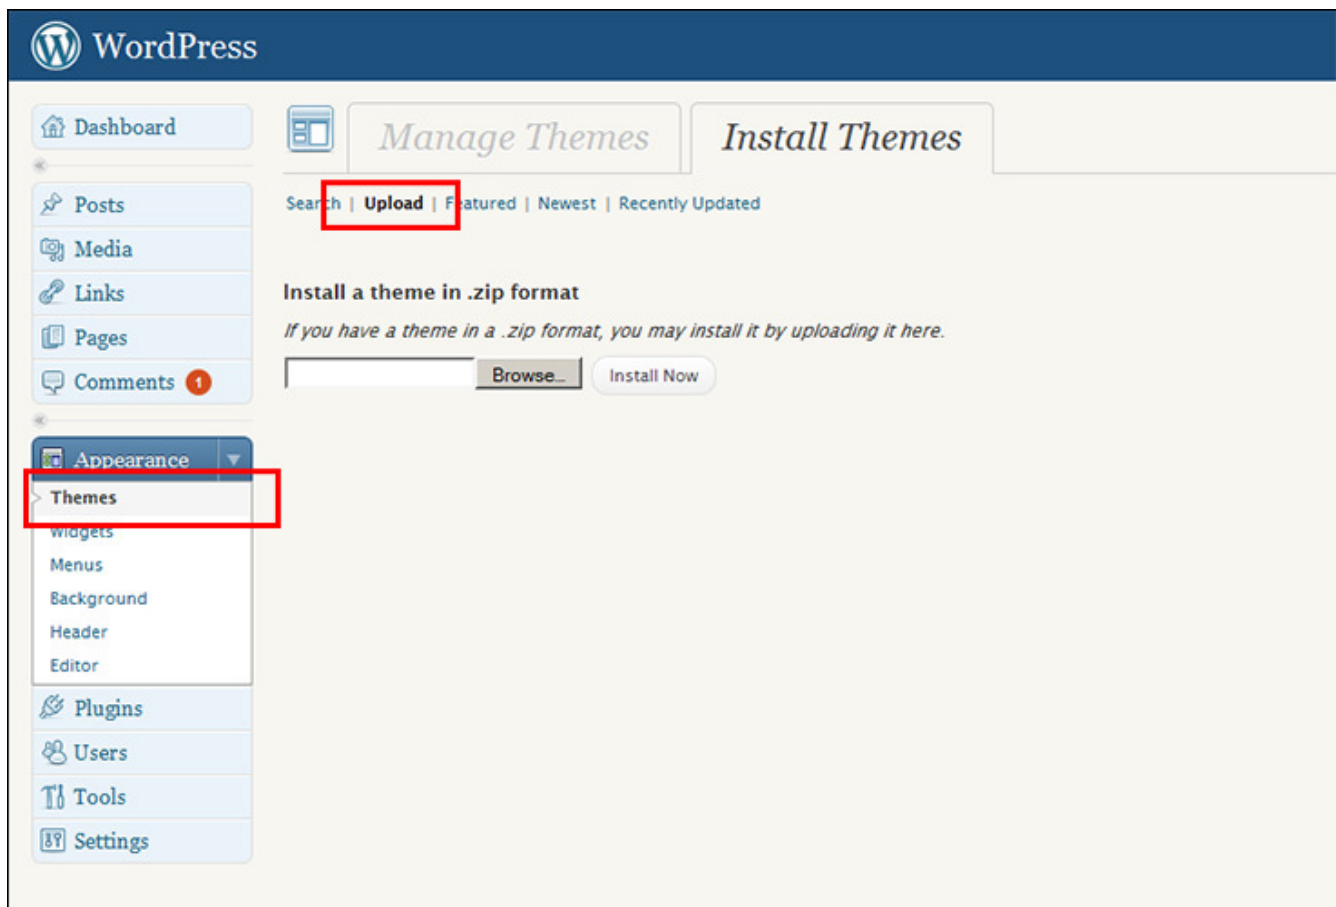 WordPress
Dashboard
Manage Themes
Install Themes
Search | Upload | Featured | Newest | Recently Updated
Posts
Media
Links
Pages
Comments 1
Install a theme in .zip format
If you have a theme in a .zip format, you may install it by uploading it here.
Browse...
Install Now
Appearance
Themes
Widgets
Menus
Background
Header
Editor
Plugins
Users
Tools
Settings